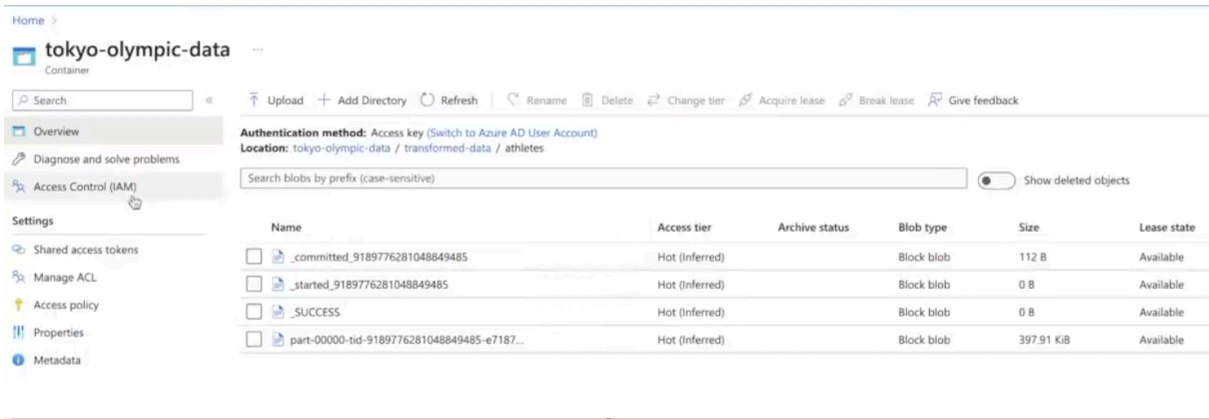 Home >
tokyo-olympic-data ...
Container
Search «
Upload Add Directory Refresh Rename Delete Change tier Acquire lease Break lease Give feedback
Overview
Diagnose and solve problems
Access Control (IAM)
Settings
Shared access tokens
Manage ACL
Access policy
Properties
Metadata
Authentication method: Access key (Switch to Azure AD User Account)
Location: tokyo-olympic-data / transformed-data / athletes
Search blobs by prefix (case-sensitive)
Show deleted objects
Name Access tier Archive status Blob type Size Lease state
_committed_9189776281048849485 Hot (Inferred) Block blob 112 B Available
_started_9189776281048849485 Hot (Inferred) Block blob 0 B Available
_SUCCESS Hot (Inferred) Block blob 0 B Available
part-00000-tid-9189776281048849485-e7187... Hot (Inferred) Block blob 397.91 KiB Available